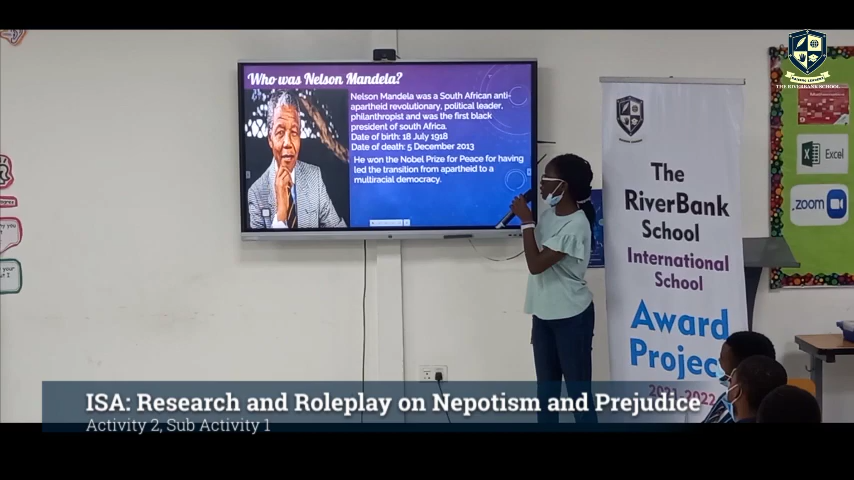 THE RIVERBANK SCHOOL
Who was Nelson Mandela?
Nelson Mandela was a South African anti-
apartheid revolutionary, political leader,
philanthropist and was the first black
president of south Africa.
Date of birth: 18 July 1918
Date of death: 5 December 2013
He won the Nobel Prize for Peace for having
led the transition from apartheid to a
multiracial democracy.
The
RiverBank
School
International
School
Award
Project
2021-2022
Excel
zoom
ISA: Research and Roleplay on Nepotism and Prejudice
Activity 2, Sub Activity 1